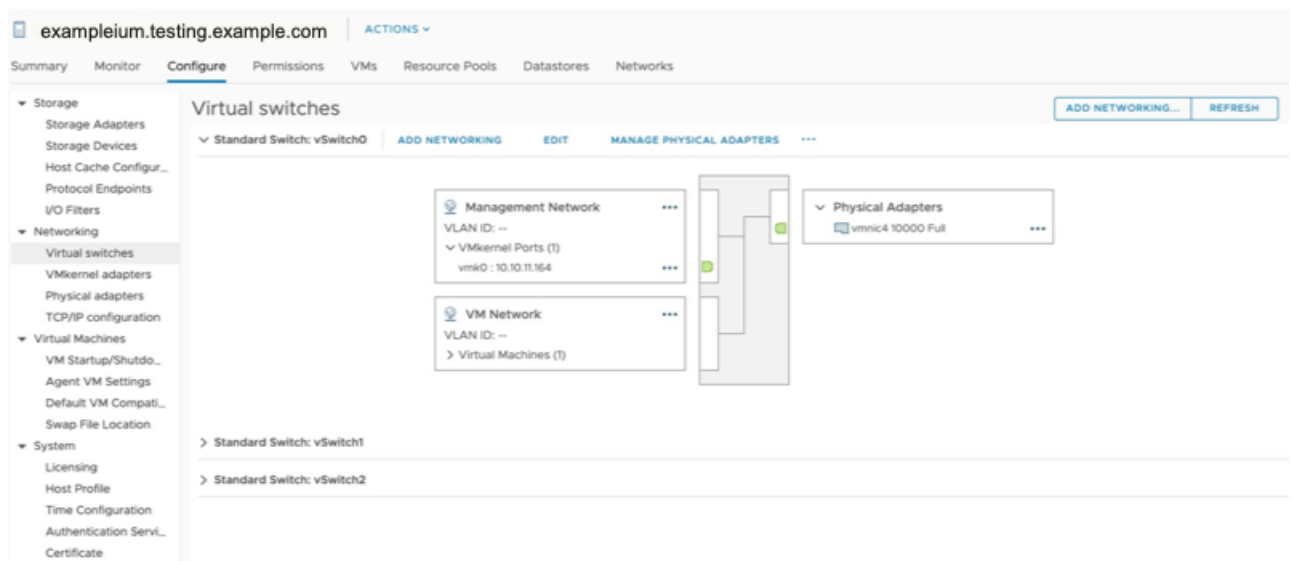 exampleium.testing.example.com ACTIONS
Summary Monitor Configure Permissions VMs Resource Pools Datastores Networks
Storage
Storage Adapters
Storage Devices
Host Cache Configur...
Protocol Endpoints
I/O Filters
Networking
Virtual switches
VMkernel adapters
Physical adapters
TCP/IP configuration
Virtual Machines
VM Startup/Shutdo...
Agent VM Settings
Default VM Compati...
Swap File Location
System
Licensing
Host Profile
Time Configuration
Authentication Servi...
Certificate
Virtual switches
ADD NETWORKING... REFRESH
Standard Switch: vSwitch0 ADD NETWORKING EDIT MANAGE PHYSICAL ADAPTERS ...
Management Network ...
VLAN ID: --
VMkernel Ports (1)
vmk0 : 10.10.11.164 ...
VM Network ...
VLAN ID: --
Virtual Machines (1)
Physical Adapters
vmnic4 10000 Full ...
Standard Switch: vSwitch1
Standard Switch: vSwitch2